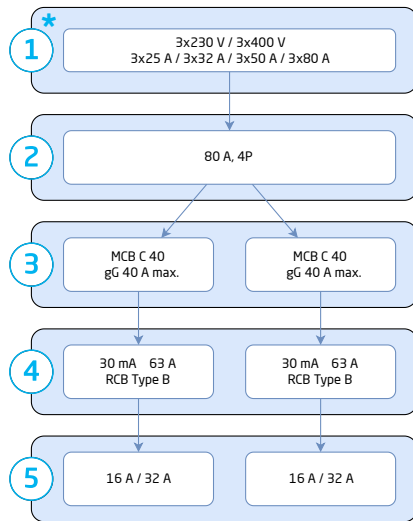 *
1
3x230 V / 3x400 V
3x25 A / 3x32 A / 3x50 A / 3x80 A
2
80 A, 4P
3
MCB C 40
gG 40 A max.
MCB C 40
gG 40 A max.
4
30 mA 63 A
RCB Type B
30 mA 63 A
RCB Type B
5
16 A / 32 A
16 A / 32 A